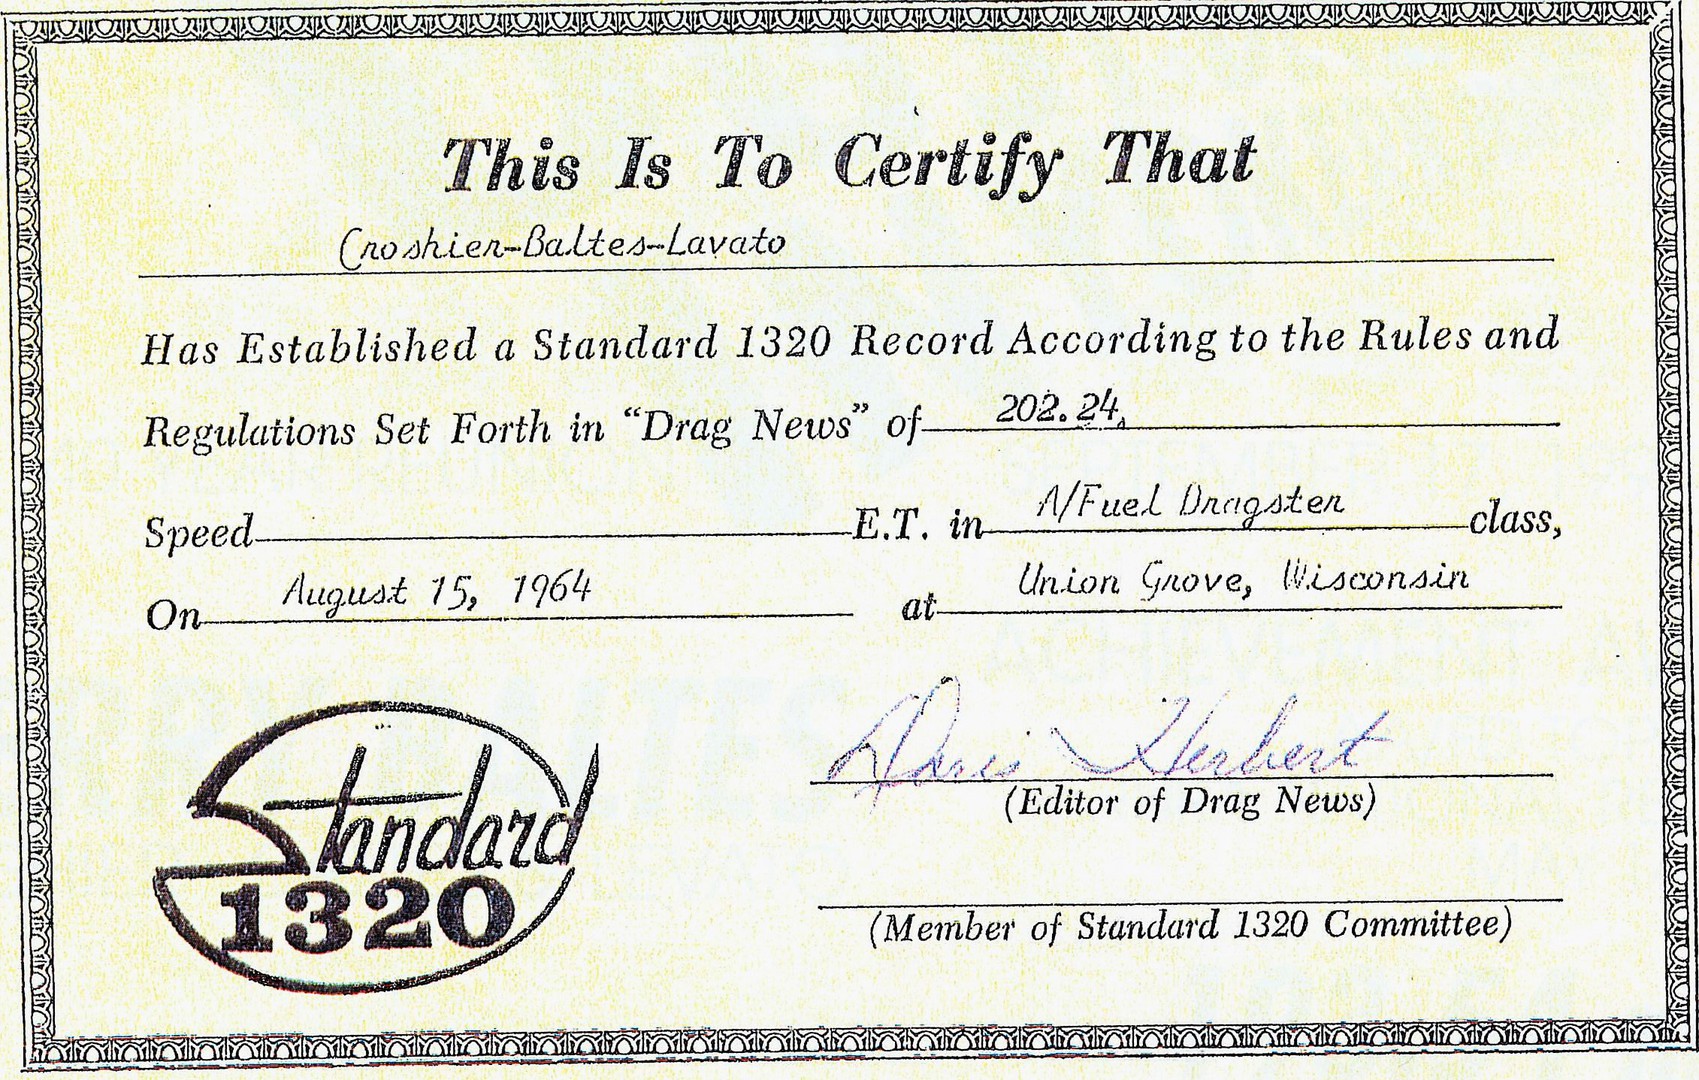 This Is To Certify That
Croshier-Baltes-Lavato
Has Established a Standard 1320 Record According to the Rules and
Regulations Set Forth in “Drag News” of 202.24
Speed E.T. in A/Fuel Dragster class,
On August 15, 1964 at Union Grove, Wisconsin
Doris Herbert
(Editor of Drag News)
(Member of Standard 1320 Committee)
Standard
1320